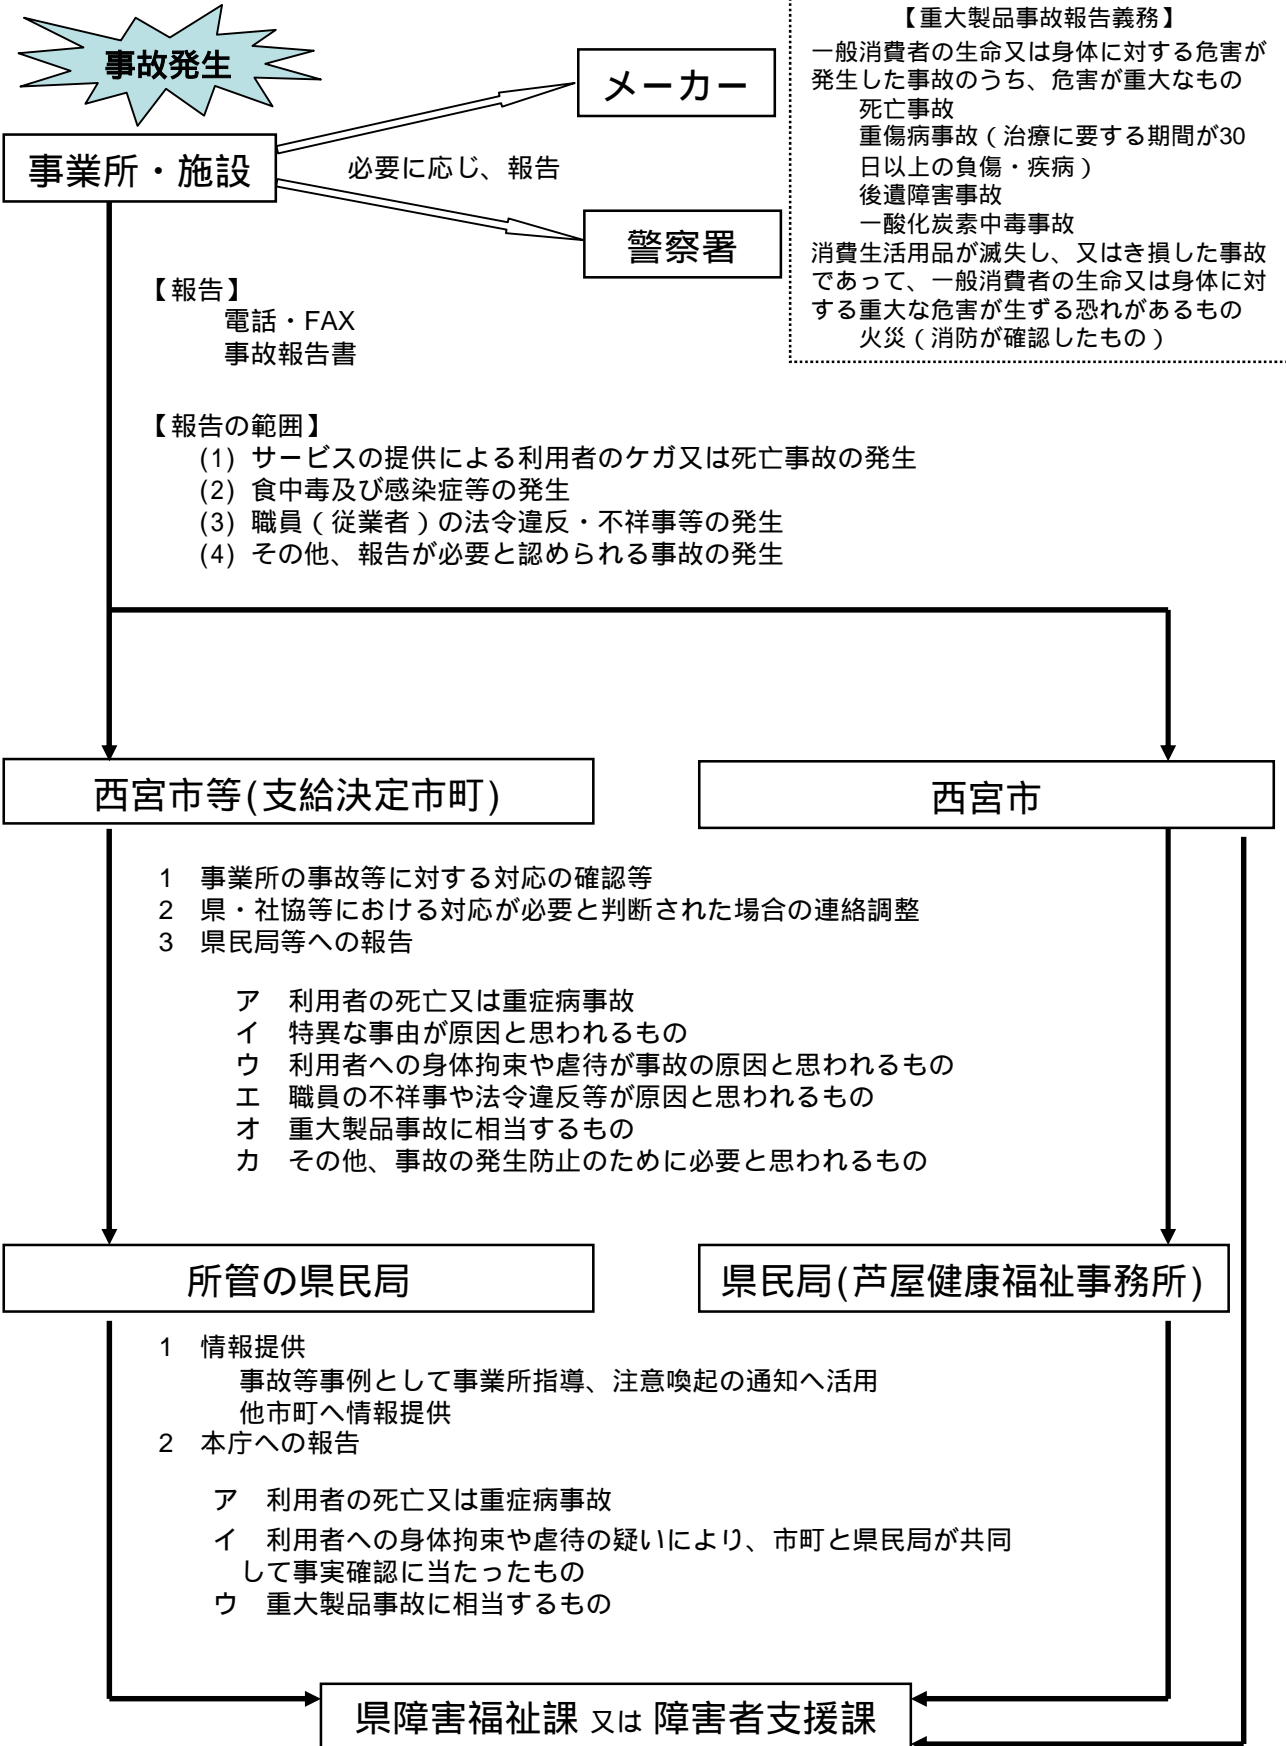 事故発生
メーカー
事業所・施設
必要に応じ、報告
警察署
【重大製品事故報告義務】
一般消費者の生命又は身体に対する危害が
発生した事故のうち、危害が重大なもの
死亡事故
重傷病事故（治療に要する期間が30
日以上の負傷・疾病）
後遺障害事故
一酸化炭素中毒事故
消費生活用品が滅失し、又はき損した事故
であって、一般消費者の生命又は身体に対
する重大な危害が生ずる恐れがあるもの
火災（消防が確認したもの）
【報告】
電話・FAX
事故報告書
【報告の範囲】
(1) サービスの提供による利用者のケガ又は死亡事故の発生
(2) 食中毒及び感染症等の発生
(3) 職員（従業者）の法令違反・不祥事等の発生
(4) その他、報告が必要と認められる事故の発生
西宮市等(支給決定市町)
西宮市
1 事業所の事故等に対する対応の確認等
2 県・社協等における対応が必要と判断された場合の連絡調整
3 県民局等への報告
ア 利用者の死亡又は重症病事故
イ 特異な事由が原因と思われるもの
ウ 利用者への身体拘束や虐待が事故の原因と思われるもの
エ 職員の不祥事や法令違反等が原因と思われるもの
オ 重大製品事故に相当するもの
カ その他、事故の発生防止のために必要と思われるもの
所管の県民局
県民局(芦屋健康福祉事務所)
1 情報提供
事故等事例として事業所指導、注意喚起の通知へ活用
他市町へ情報提供
2 本庁への報告
ア 利用者の死亡又は重症病事故
イ 利用者への身体拘束や虐待の疑いにより、市町と県民局が共同
して事実確認に当たったもの
ウ 重大製品事故に相当するもの
県障害福祉課 又は 障害者支援課